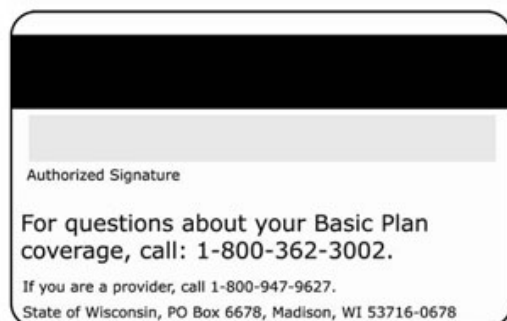 Authorized Signature
For questions about your Basic Plan
coverage, call: 1-800-362-3002.
If you are a provider, call 1-800-947-9627.
State of Wisconsin, PO Box 6678, Madison, WI 53716-0678